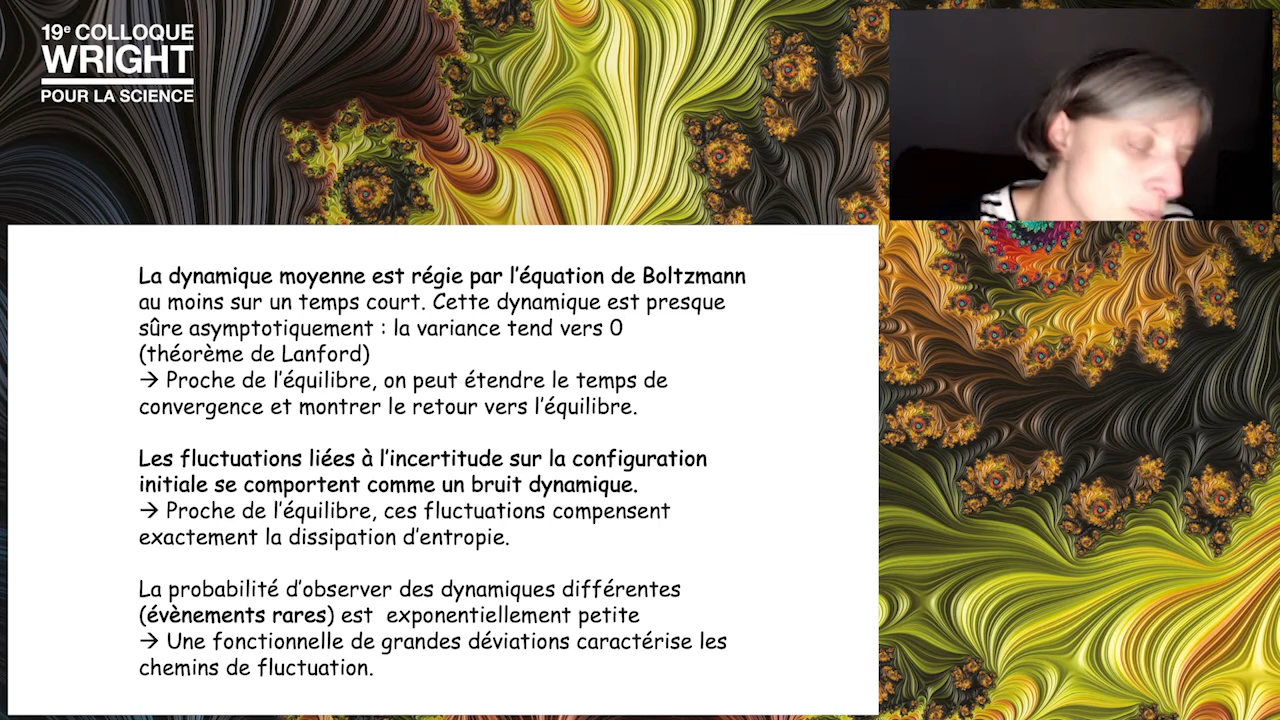 19e COLLOQUE
WRIGHT
POUR LA SCIENCE
La dynamique moyenne est régie par l'équation de Boltzmann
au moins sur un temps court. Cette dynamique est presque
sûre asymptotiquement : la variance tend vers 0
(théorème de Lanford)
→ Proche de l'équilibre, on peut étendre le temps de
convergence et montrer le retour vers l'équilibre.
Les fluctuations liées à l'incertitude sur la configuration
initiale se comportent comme un bruit dynamique.
→ Proche de l'équilibre, ces fluctuations compensent
exactement la dissipation d'entropie.
La probabilité d'observer des dynamiques différentes
(évènements rares) est exponentiellement petite
→ Une fonctionnelle de grandes déviations caractérise les
chemins de fluctuation.